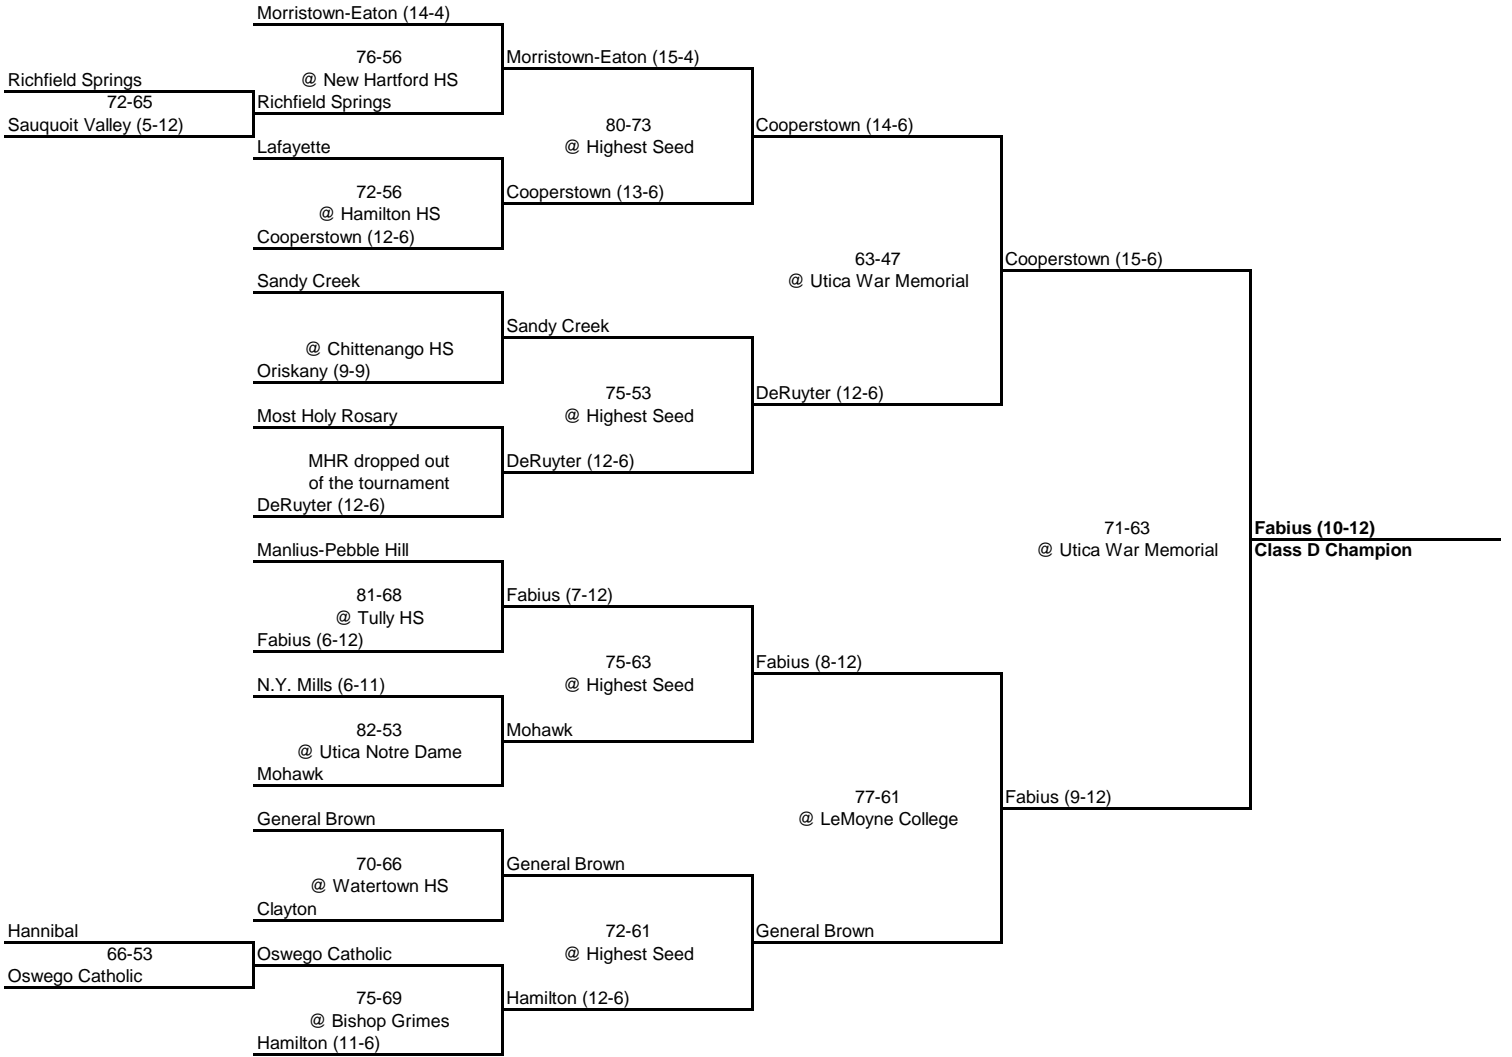 Morristown-Eaton (14-4)
76-56
Morristown-Eaton (15-4)
Richfield Springs
@ New Hartford HS
72-65
Richfield Springs
Sauquoit Valley (5-12)
80-73
Cooperstown (14-6)
Lafayette
@ Highest Seed
72-56
Cooperstown (13-6)
@ Hamilton HS
Cooperstown (12-6)
63-47
Cooperstown (15-6)
Sandy Creek
@ Utica War Memorial
Sandy Creek
@ Chittenango HS
Oriskany (9-9)
75-53
DeRuyter (12-6)
Most Holy Rosary
@ Highest Seed
MHR dropped out
DeRuyter (12-6)
of the tournament
DeRuyter (12-6)
71-63
Fabius (10-12)
Manlius-Pebble Hill
@ Utica War Memorial
Class D Champion
81-68
Fabius (7-12)
@ Tully HS
Fabius (6-12)
75-63
Fabius (8-12)
N.Y. Mills (6-11)
@ Highest Seed
82-53
Mohawk
@ Utica Notre Dame
Mohawk
77-61
Fabius (9-12)
General Brown
@ LeMoyne College
70-66
General Brown
@ Watertown HS
Clayton
Hannibal
72-61
General Brown
66-53
Oswego Catholic
@ Highest Seed
Oswego Catholic
75-69
Hamilton (12-6)
@ Bishop Grimes
Hamilton (11-6)